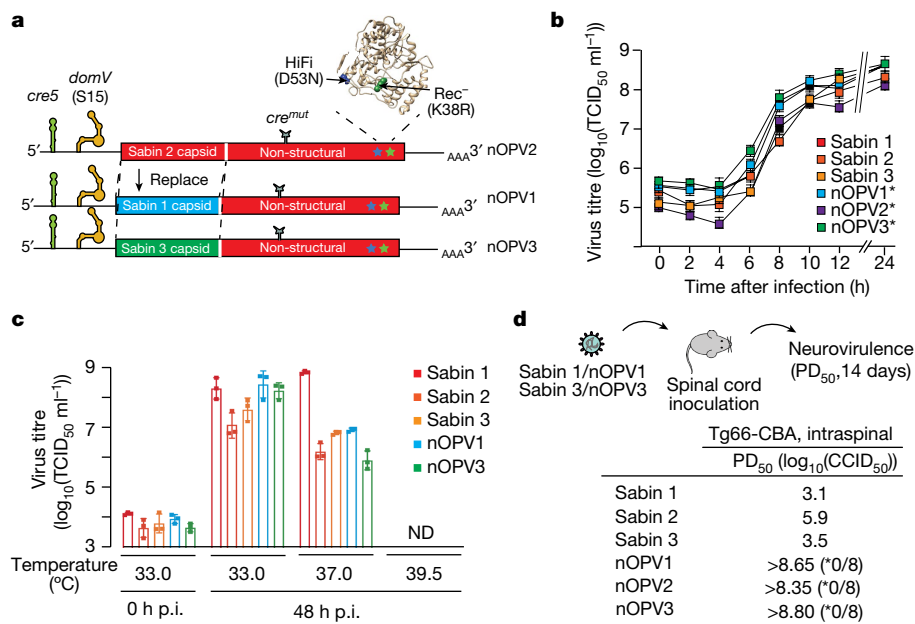 a
HiFi
(D53N)
Rec⁻
(K38R)
domV
(S15)
cre5
cre^mut
5′ Sabin 2 capsid Non-structural AAA3′ nOPV2
Replace
5′ Sabin 1 capsid Non-structural AAA3′ nOPV1
5′ Sabin 3 capsid Non-structural AAA3′ nOPV3
b
Virus titre (log₁₀(TCID₅₀ ml⁻¹))
9
8
7
6
5
Sabin 1
Sabin 2
Sabin 3
nOPV1*
nOPV2*
nOPV3*
0 2 4 6 8 10 12 24
Time after infection (h)
c
Virus titre
(log₁₀(TCID₅₀ ml⁻¹))
9
7
5
3
Sabin 1
Sabin 2
Sabin 3
nOPV1
nOPV3
ND
Temperature
(°C)
33.0 33.0 37.0 39.5
0 h p.i. 48 h p.i.
d
Sabin 1/nOPV1
Sabin 3/nOPV3
Spinal cord
inoculation
Neurovirulence
(PD₅₀,14 days)
Tg66-CBA, intraspinal
PD₅₀ (log₁₀(CCID₅₀))
Sabin 1 3.1
Sabin 2 5.9
Sabin 3 3.5
nOPV1 >8.65 (*0/8)
nOPV2 >8.35 (*0/8)
nOPV3 >8.80 (*0/8)